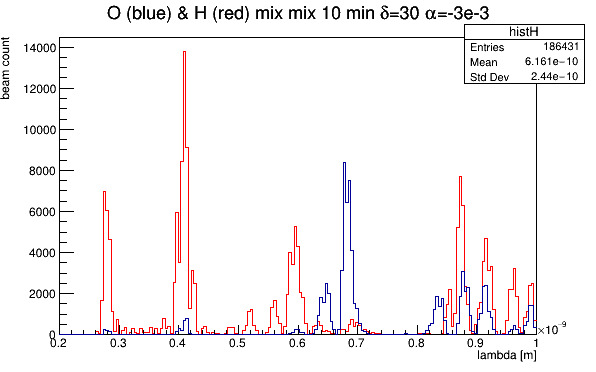 O (blue) & H (red) mix mix 10 min δ=30 α=-3e-3
histH
Entries 186431
Mean 6.161e-10
Std Dev 2.44e-10
beam count
14000
12000
10000
8000
6000
4000
2000
0
0.2 0.3 0.4 0.5 0.6 0.7 0.8 0.9 1
×10⁻⁹
lambda [m]